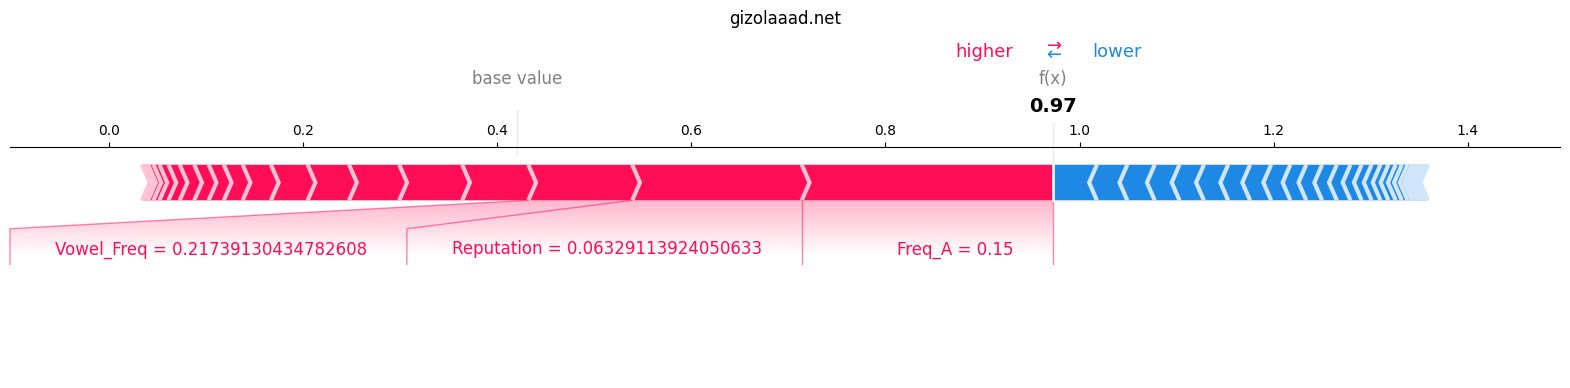 gizolaaad.net
higher → ← lower
base value f(x)
0.97
0.0 0.2 0.4 0.6 0.8 1.0 1.2 1.4
Vowel_Freq = 0.21739130434782608 Reputation = 0.06329113924050633 Freq_A = 0.15